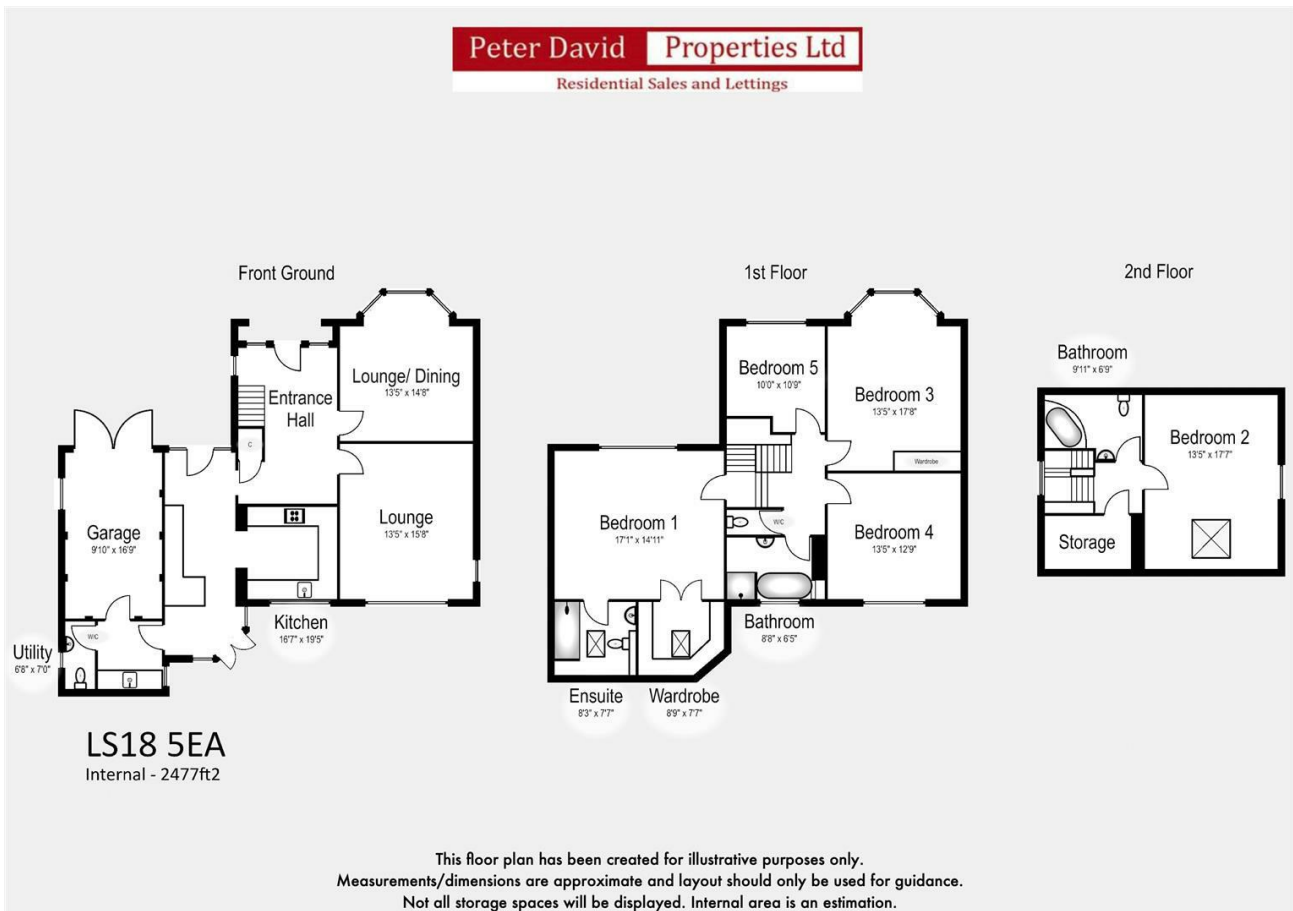 Peter David Properties Ltd
Residential Sales and Lettings
Front Ground
1st Floor
2nd Floor
Lounge/ Dining
13'5" x 14'8"
Entrance
Hall
C
Lounge
13'5" x 15'8"
Garage
9'10" x 16'9"
Kitchen
16'7" x 19'5"
W/C
Utility
6'8" x 7'0"
Bedroom 5
10'0" x 10'9"
Bedroom 3
13'5" x 17'8"
Wardrobe
Bedroom 1
17'1" x 14'11"
W/C
Bedroom 4
13'5" x 12'9"
Bathroom
8'8" x 6'5"
Ensuite
8'3" x 7'7"
Wardrobe
8'9" x 7'7"
Bathroom
9'11" x 6'9"
Bedroom 2
13'5" x 17'7"
Storage
LS18 5EA
Internal - 2477ft2
This floor plan has been created for illustrative purposes only.
Measurements/dimensions are approximate and layout should only be used for guidance.
Not all storage spaces will be displayed. Internal area is an estimation.